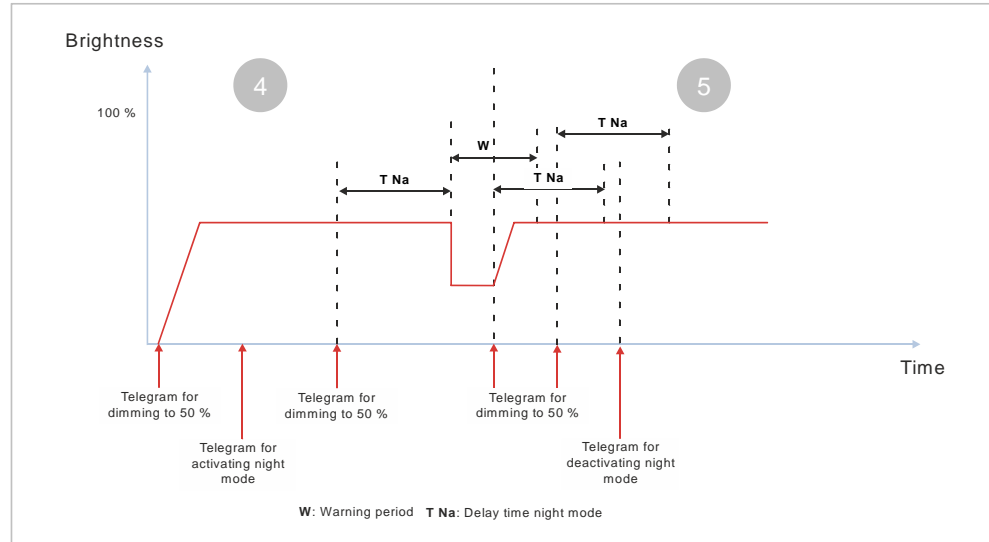 Brightness
4
5
100 %
T Na
W
T Na
T Na
Time
Telegram for
dimming to 50 %
Telegram for
dimming to 50 %
Telegram for
dimming to 50 %
Telegram for
activating night
mode
Telegram for
deactivating night
mode
W: Warning period T Na: Delay time night mode